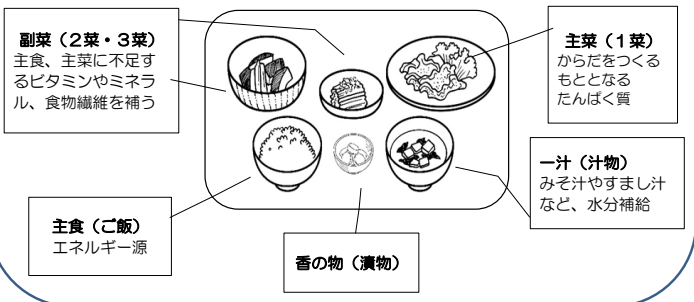 副菜（２菜・３菜）
主食、主菜に不足す
るビタミンやミネラ
ル、食物繊維を補う
主菜（１菜）
からだをつくる
もととなる
たんぱく質
一汁（汁物）
みそ汁やすまし汁
など、水分補給
主食（ご飯）
エネルギー源
香の物（漬物）